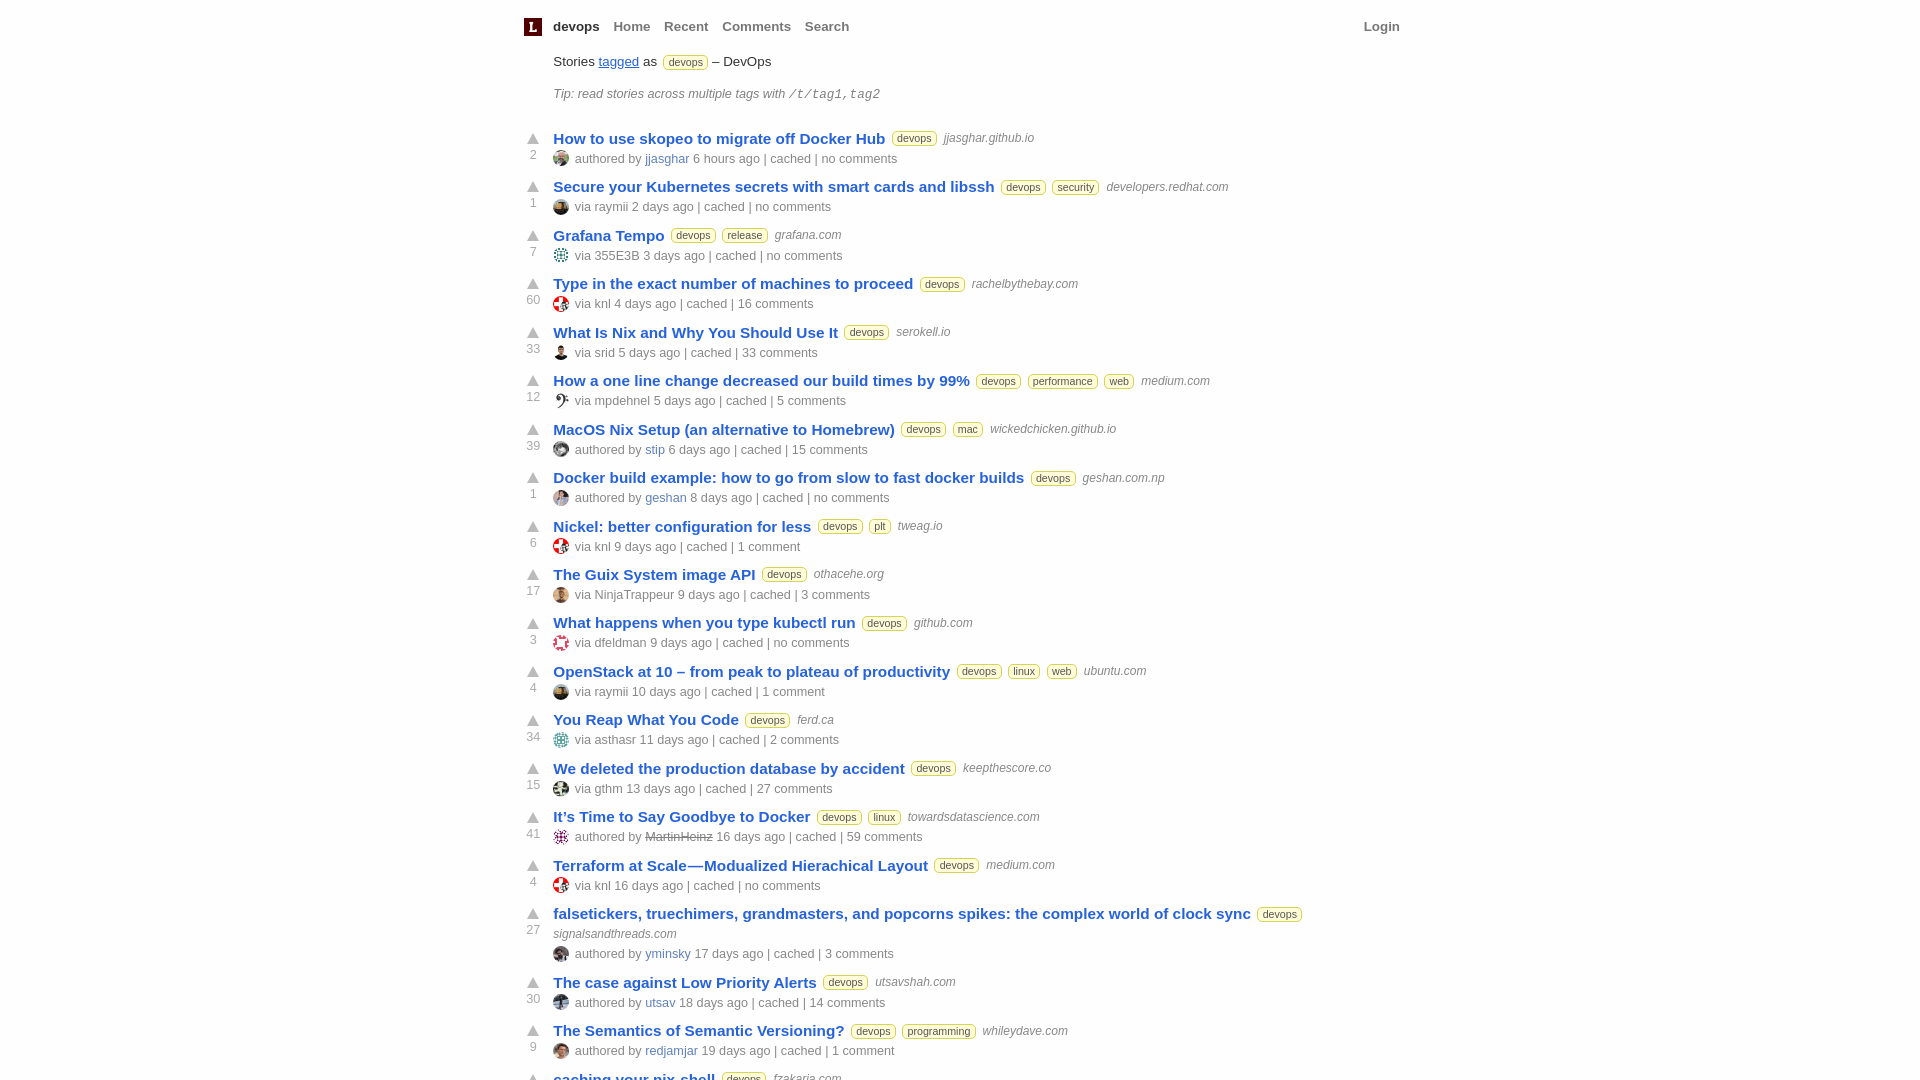 L devops Home Recent Comments Search Login
Stories tagged as devops – DevOps
Tip: read stories across multiple tags with /t/tag1,tag2
How to use skopeo to migrate off Docker Hub devops jjasghar.github.io
2 authored by jjasghar 6 hours ago | cached | no comments
Secure your Kubernetes secrets with smart cards and libssh devops security developers.redhat.com
1 via raymii 2 days ago | cached | no comments
Grafana Tempo devops release grafana.com
7 via 355E3B 3 days ago | cached | no comments
Type in the exact number of machines to proceed devops rachelbythebay.com
60 via knl 4 days ago | cached | 16 comments
What Is Nix and Why You Should Use It devops serokell.io
33 via srid 5 days ago | cached | 33 comments
How a one line change decreased our build times by 99% devops performance web medium.com
12 via mpdehnel 5 days ago | cached | 5 comments
MacOS Nix Setup (an alternative to Homebrew) devops mac wickedchicken.github.io
39 authored by stip 6 days ago | cached | 15 comments
Docker build example: how to go from slow to fast docker builds devops geshan.com.np
1 authored by geshan 8 days ago | cached | no comments
Nickel: better configuration for less devops plt tweag.io
6 via knl 9 days ago | cached | 1 comment
The Guix System image API devops othacehe.org
17 via NinjaTrappeur 9 days ago | cached | 3 comments
What happens when you type kubectl run devops github.com
3 via dfeldman 9 days ago | cached | no comments
OpenStack at 10 – from peak to plateau of productivity devops linux web ubuntu.com
4 via raymii 10 days ago | cached | 1 comment
You Reap What You Code devops ferd.ca
34 via asthasr 11 days ago | cached | 2 comments
We deleted the production database by accident devops keepthescore.co
15 via gthm 13 days ago | cached | 27 comments
It’s Time to Say Goodbye to Docker devops linux towardsdatascience.com
41 authored by MartinHeinz 16 days ago | cached | 59 comments
Terraform at Scale — Modualized Hierachical Layout devops medium.com
4 via knl 16 days ago | cached | no comments
falsetickers, truechimers, grandmasters, and popcorns spikes: the complex world of clock sync devops
27 signalsandthreads.com
authored by yminsky 17 days ago | cached | 3 comments
The case against Low Priority Alerts devops utsavshah.com
30 authored by utsav 18 days ago | cached | 14 comments
The Semantics of Semantic Versioning? devops programming whileydave.com
9 authored by redjamjar 19 days ago | cached | 1 comment
caching your nix-shell devops fzakaria.com